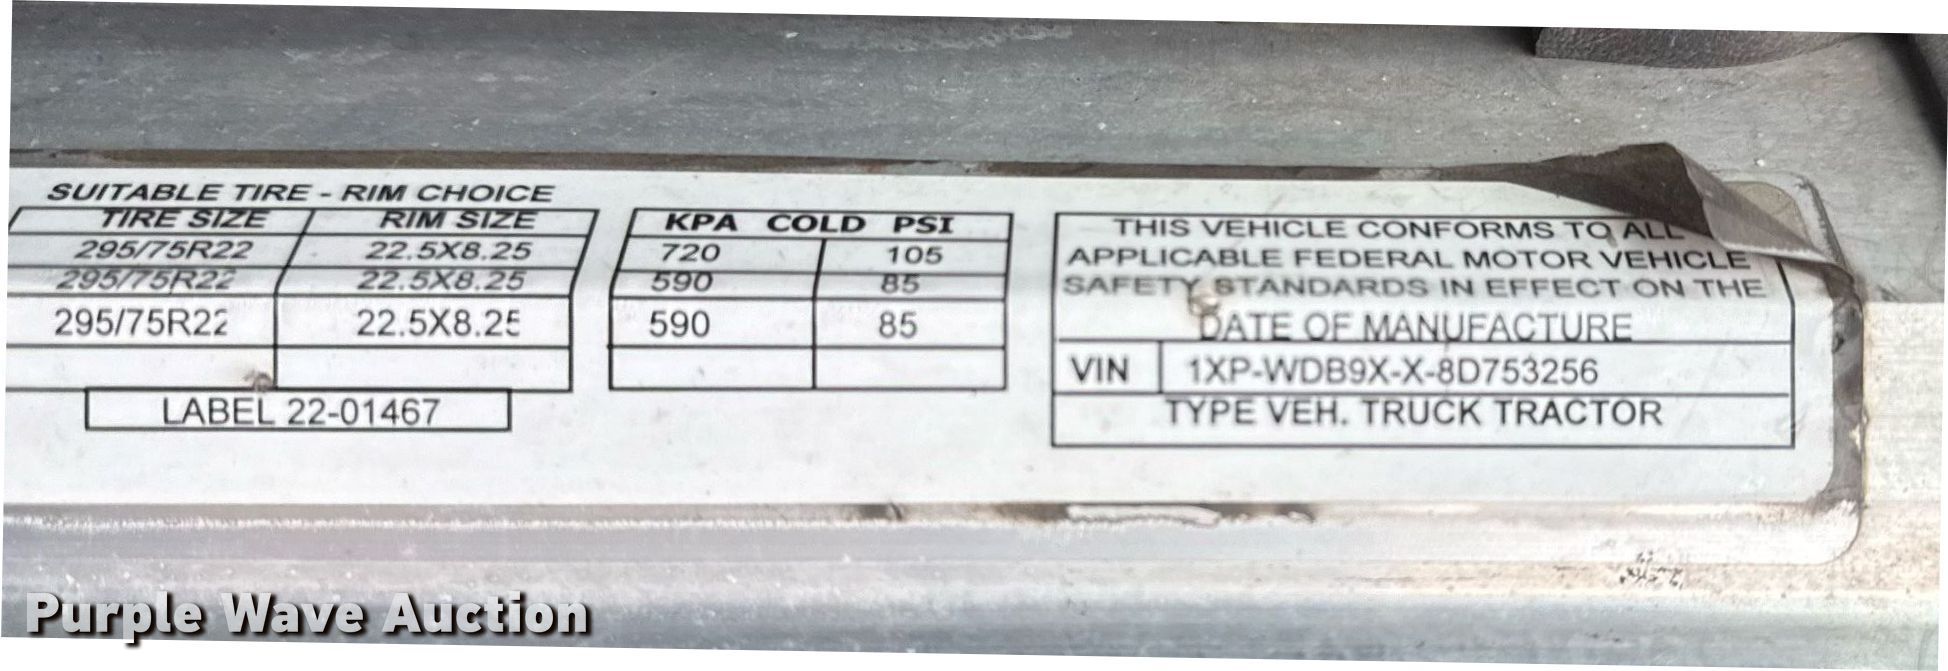 SUITABLE TIRE - RIM CHOICE
TIRE SIZE RIM SIZE
295/75R22 22.5X8.25
295/75R22 22.5X8.25
295/75R22 22.5X8.25
LABEL 22-01467
KPA COLD PSI
720 105
590 85
590 85
THIS VEHICLE CONFORMS TO ALL
APPLICABLE FEDERAL MOTOR VEHICLE
SAFETY STANDARDS IN EFFECT ON THE
DATE OF MANUFACTURE
VIN 1XP-WDB9X-X-8D753256
TYPE VEH. TRUCK TRACTOR
Purple Wave Auction